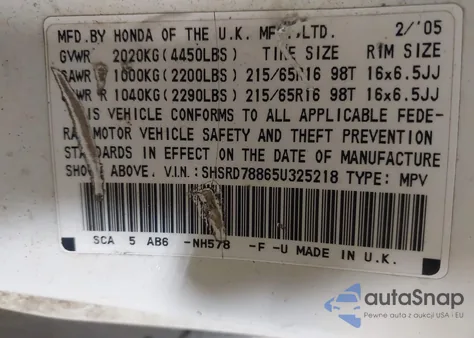 MFD.BY HONDA OF THE U.K. MF LTD. 2/'05
GVWR 2020KG(4450LBS) TIRE SIZE RIM SIZE
GAWR 1000KG(2200LBS) 215/65R16 98T 16x6.5JJ
R 1040KG(2290LBS) 215/65R16 98T 16x6.5JJ
THIS VEHICLE CONFORMS TO ALL APPLICABLE FEDE-
RAL MOTOR VEHICLE SAFETY AND THEFT PREVENTION
STANDARDS IN EFFECT ON THE DATE OF MANUFACTURE
SHOWN ABOVE. V.I.N.:SHSRD78865U325218 TYPE: MPV
SCA 5 AB6 -NH578 -F -U MADE IN U.K.
autoSnap
Pewne auta z aukcji USA i EU